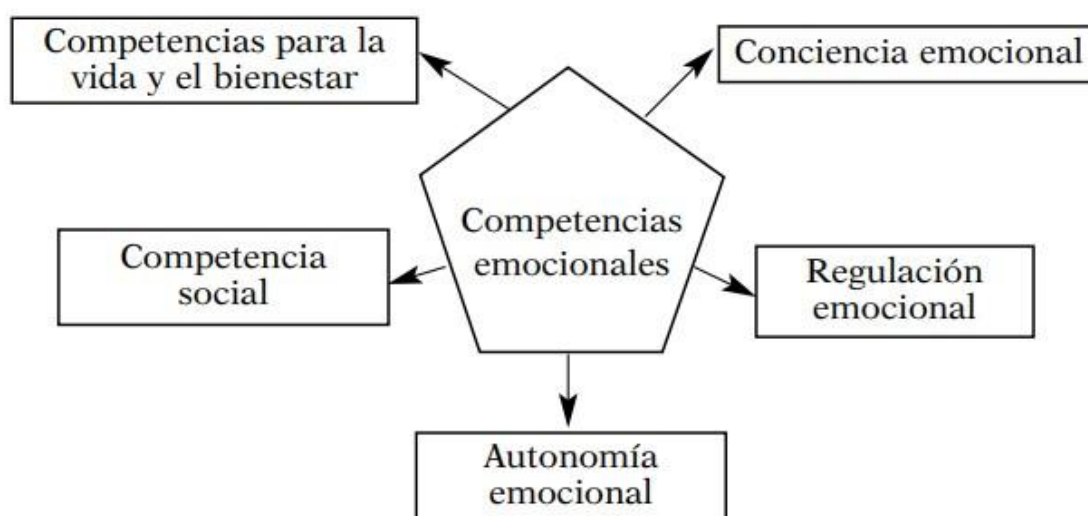 Competencias para la
vida y el bienestar
Conciencia emocional
Competencias
emocionales
Competencia
social
Regulación
emocional
Autonomía
emocional